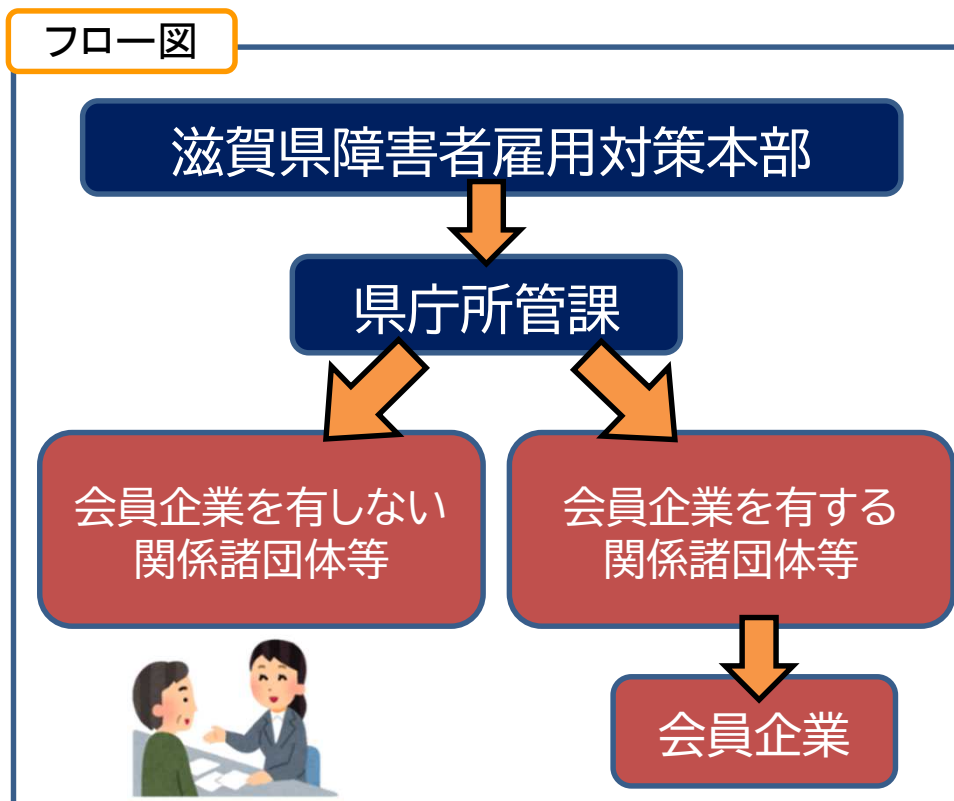 フロー図
滋賀県障害者雇用対策本部
県庁所管課
会員企業を有しない
関係諸団体等
会員企業を有する
関係諸団体等
会員企業